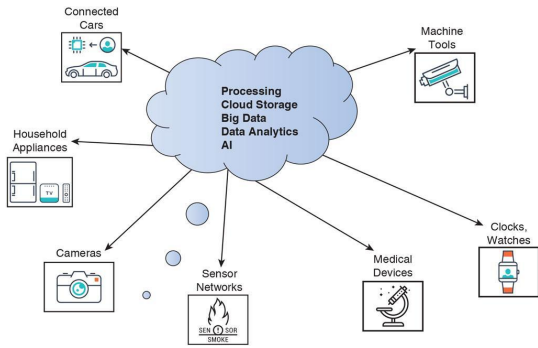 Connected
Cars
Machine
Tools
Processing
Cloud Storage
Big Data
Data Analytics
AI
Household
Appliances
TV
Cameras
Sensor
Networks
SEN SOR
SMOKE
Medical
Devices
Clocks,
Watches